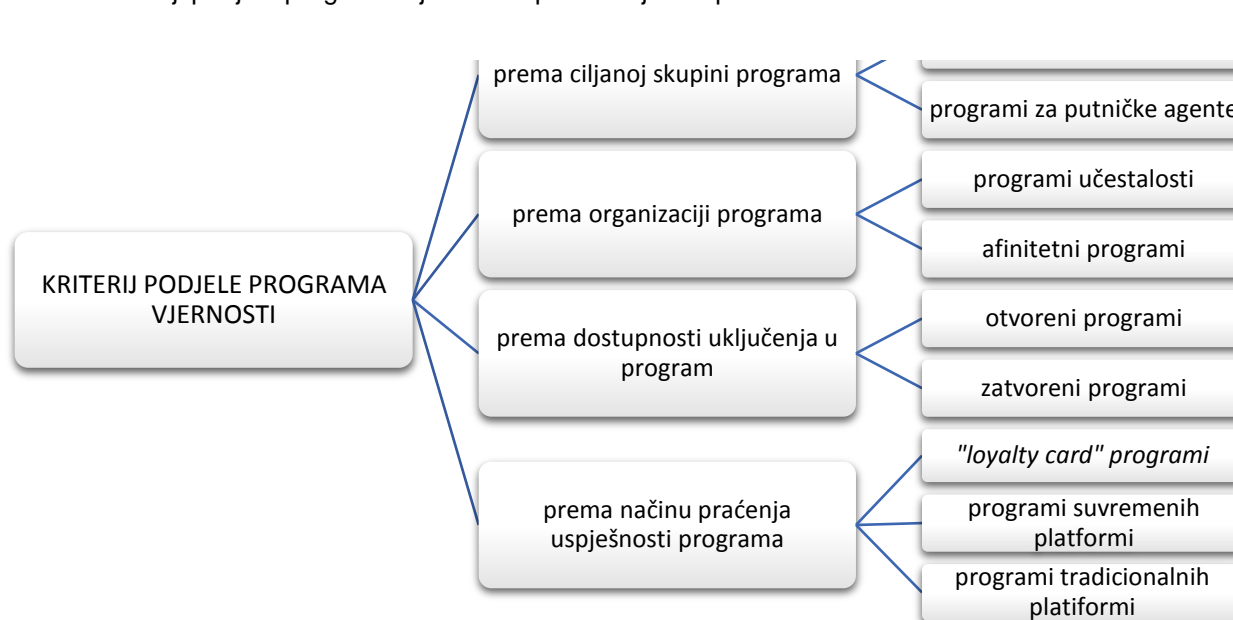 prema ciljanoj skupini programa
programi za putničke agente
programi učestalosti
prema organizaciji programa
afinitetni programi
KRITERIJ PODJELE PROGRAMA
VJERNOSTI
otvoreni programi
prema dostupnosti uključenja u
program
zatvoreni programi
"loyalty card" programi
prema načinu praćenja
uspješnosti programa
programi suvremenih
platformi
programi tradicionalnih
platiformi